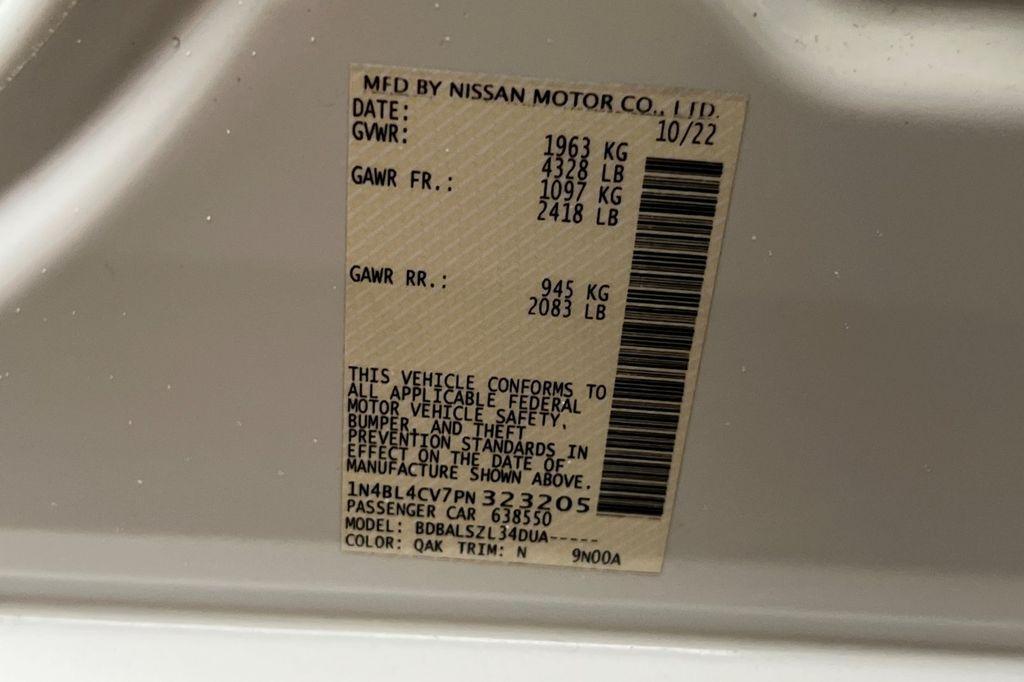 MFD BY NISSAN MOTOR CO., LTD.
DATE: 10/22
GVWR: 1963 KG
4328 LB
GAWR FR.: 1097 KG
2418 LB
GAWR RR.: 945 KG
2083 LB
THIS VEHICLE CONFORMS TO
ALL APPLICABLE FEDERAL
MOTOR VEHICLE SAFETY,
BUMPER, AND THEFT
PREVENTION STANDARDS IN
EFFECT ON THE DATE OF
MANUFACTURE SHOWN ABOVE.
1N4BL4CV7PN323205
PASSENGER CAR 638550
MODEL: BDBALSZL34DUA-----
COLOR: QAK TRIM: N 9N00A